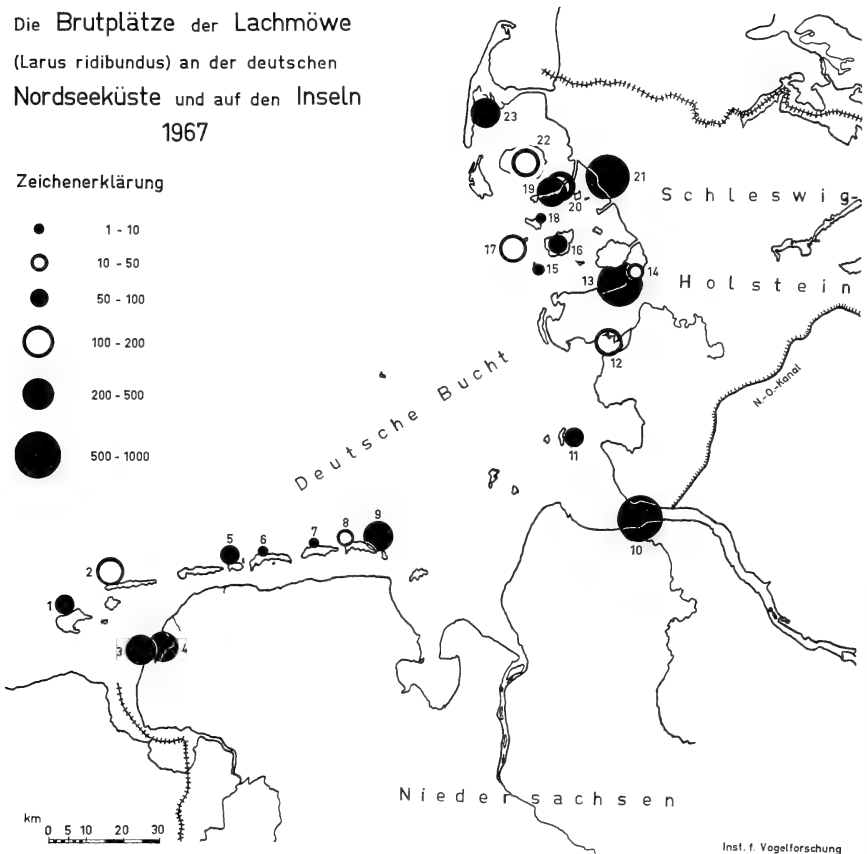 Die Brutplätze der Lachmöwe
(Larus ridibundus) an der deutschen
Nordseeküste und auf den Inseln
1967
Zeichenerklärung
1 - 10
10 - 50
50 - 100
100 - 200
200 - 500
500 - 1000
23
22
21
19
20
18
17
16
15
14
13
12
11
10
9
8
7
6
5
4
3
2
1
Schleswig-
Holstein
N.-O.-Kanal
Deutsche Bucht
Niedersachsen
km
0 5 10 20 30
Inst. f. Vogelforschung